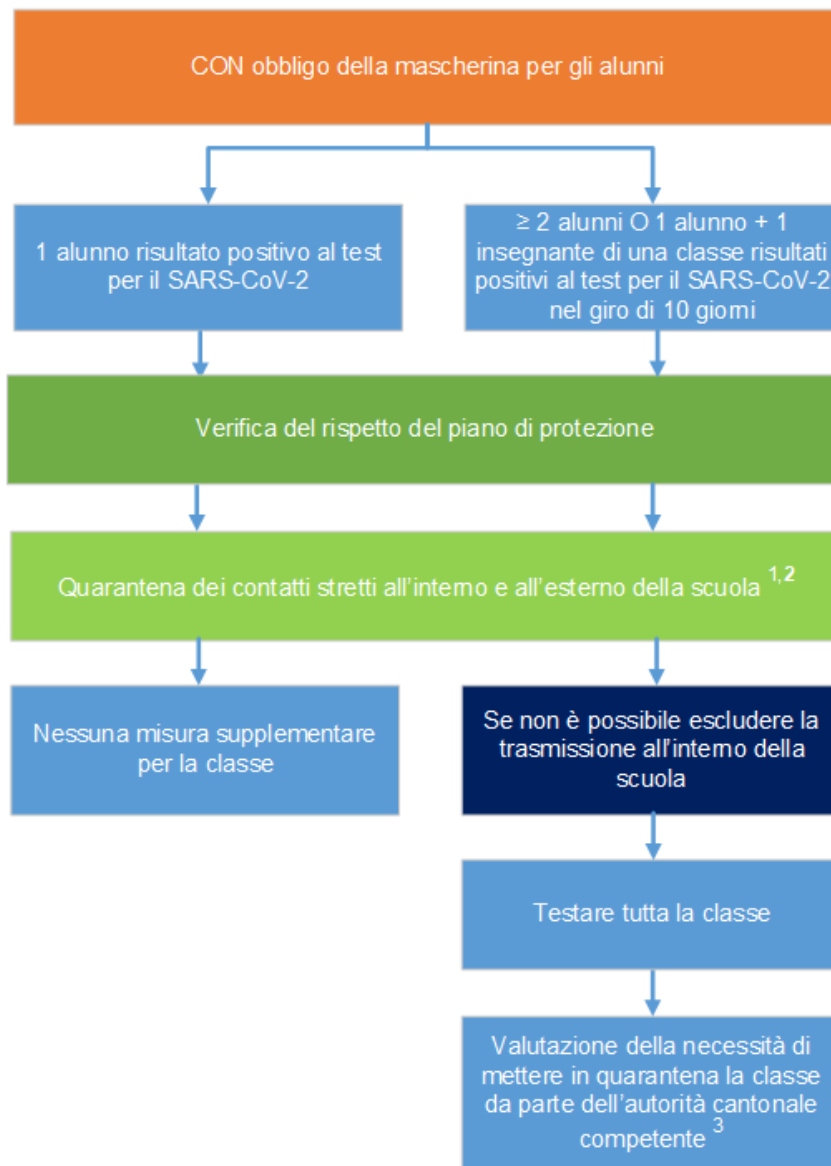 CON obbligo della mascherina per gli alunni
1 alunno risultato positivo al test
per il SARS-CoV-2
≥ 2 alunni O 1 alunno + 1
insegnante di una classe risultati
positivi al test per il SARS-CoV-2
nel giro di 10 giorni
Verifica del rispetto del piano di protezione
Quarantena dei contatti stretti all'interno e all'esterno della scuola 1,2
Nessuna misura supplementare
per la classe
Se non è possibile escludere la
trasmissione all'interno della
scuola
Testare tutta la classe
Valutazione della necessità di
mettere in quarantena la classe
da parte dell'autorità cantonale
competente 3